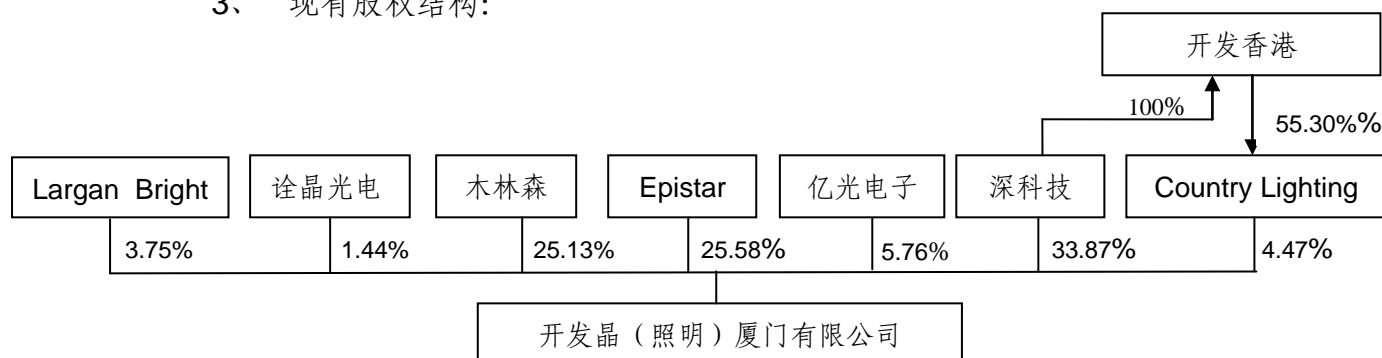 3、 现有股权结构:
开发香港
100%
55.30%%
Largan Bright
诠晶光电
木林森
Epistar
亿光电子
深科技
Country Lighting
3.75%
1.44%
25.13%
25.58%
5.76%
33.87%
4.47%
开发晶（照明）厦门有限公司